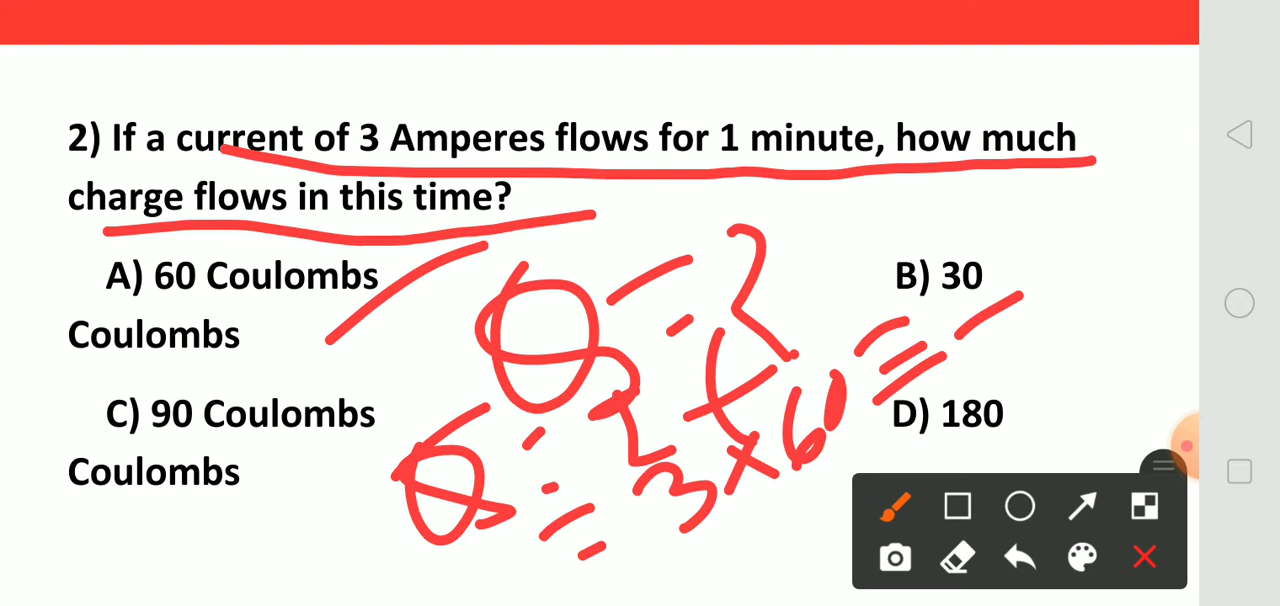 2) If a current of 3 Amperes flows for 1 minute, how much
charge flows in this time?
A) 60 Coulombs B) 30
Coulombs
C) 90 Coulombs D) 180
Coulombs
Q = 3 x 60